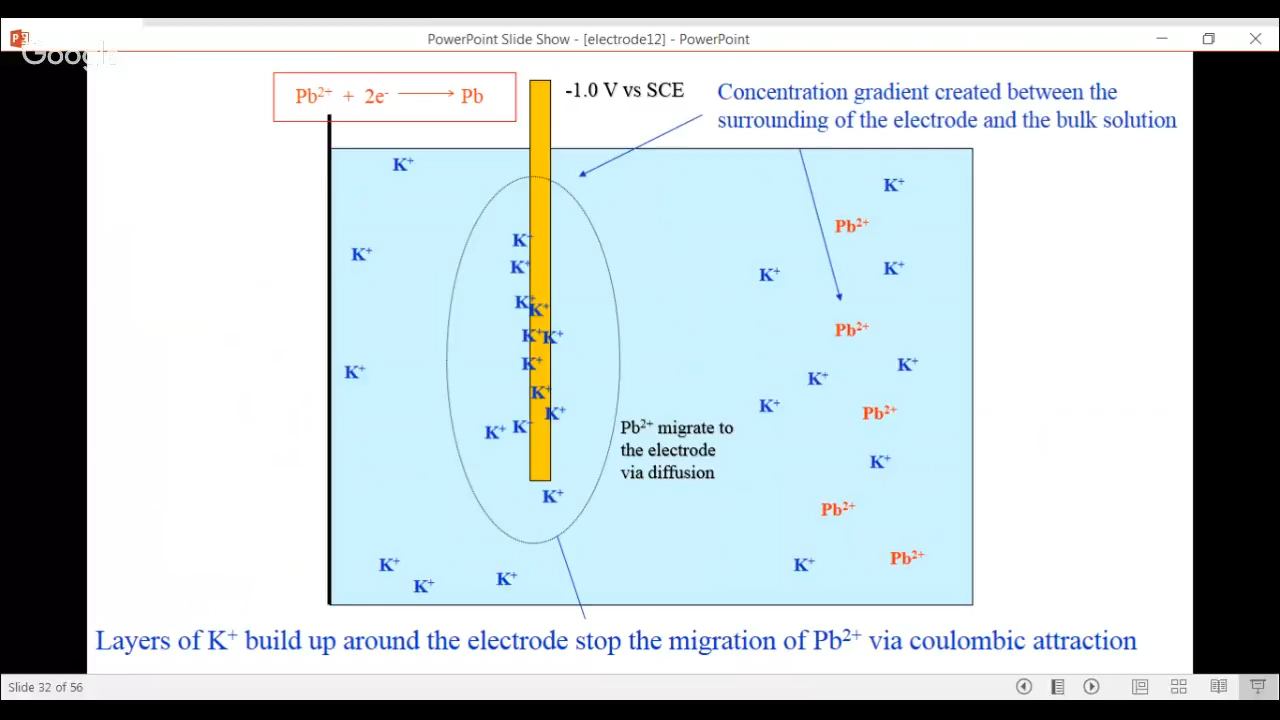 PowerPoint Slide Show - [electrode12] - PowerPoint
Google
Pb²⁺ + 2e⁻ ⟶ Pb
-1.0 V vs SCE
Concentration gradient created between the
surrounding of the electrode and the bulk solution
K⁺
K⁺
Pb²⁺
K⁺
K⁺
K⁺
K⁺
K⁺
K⁺
K⁺
K⁺
Pb²⁺
K⁺ K⁺
K⁺
K⁺
K⁺
K⁺
K⁺
K⁺
K⁺
Pb²⁺
K⁺
K⁺ K⁺
Pb²⁺ migrate to
the electrode
via diffusion
K⁺
K⁺
Pb²⁺
Pb²⁺
K⁺
K⁺
K⁺
K⁺
Layers of K⁺ build up around the electrode stop the migration of Pb²⁺ via coulombic attraction
Slide 32 of 56